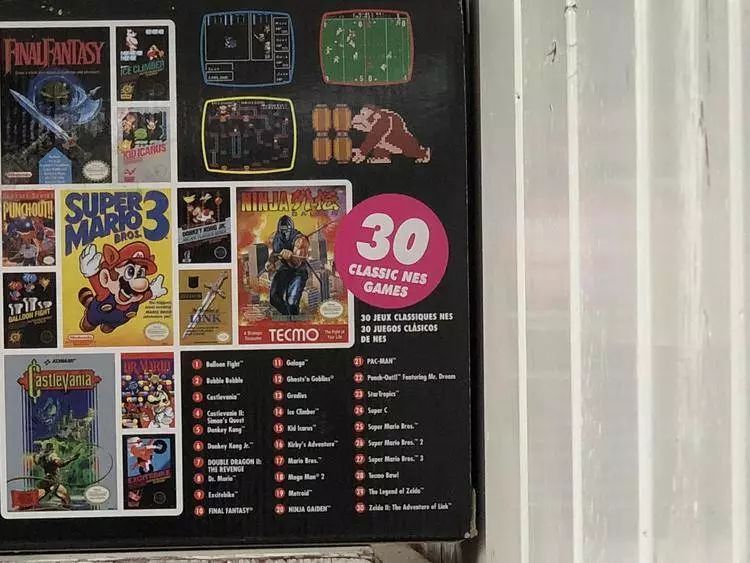 FINAL FANTASY
ICE CLIMBER
KID ICARUS
Nintendo
PUNCH-OUT!!
SUPER
MARIO
BROS. 3
DONKEY KONG JR.
NINJA
GAIDEN
BALLOON FIGHT
LINK
Nintendo
TECMO
30
CLASSIC NES
GAMES
30 JEUX CLASSIQUES NES
30 JUEGOS CLÁSICOS
DE NES
KONAMI
Castlevania
DR. MARIO
EXCITEBIKE
1 Balloon Fight™
2 Bubble Bobble
3 Castlevania™
4 Castlevania II:
Simon's Quest
5 Donkey Kong™
6 Donkey Kong Jr.™
7 DOUBLE DRAGON II:
THE REVENGE
8 Dr. Mario™
9 Excitebike™
10 FINAL FANTASY®
11 Galaga™
12 Ghosts'n Goblins®
13 Gradius
14 Ice Climber™
15 Kid Icarus™
16 Kirby's Adventure™
17 Mario Bros.™
18 Mega Man® 2
19 Metroid™
20 NINJA GAIDEN™
21 PAC-MAN™
22 Punch-Out!!™ Featuring Mr. Dream
23 StarTropics™
24 Super C
25 Super Mario Bros.™
26 Super Mario Bros.™ 2
27 Super Mario Bros.™ 3
28 Tecmo Bowl
29 The Legend of Zelda™
30 Zelda II: The Adventure of Link™